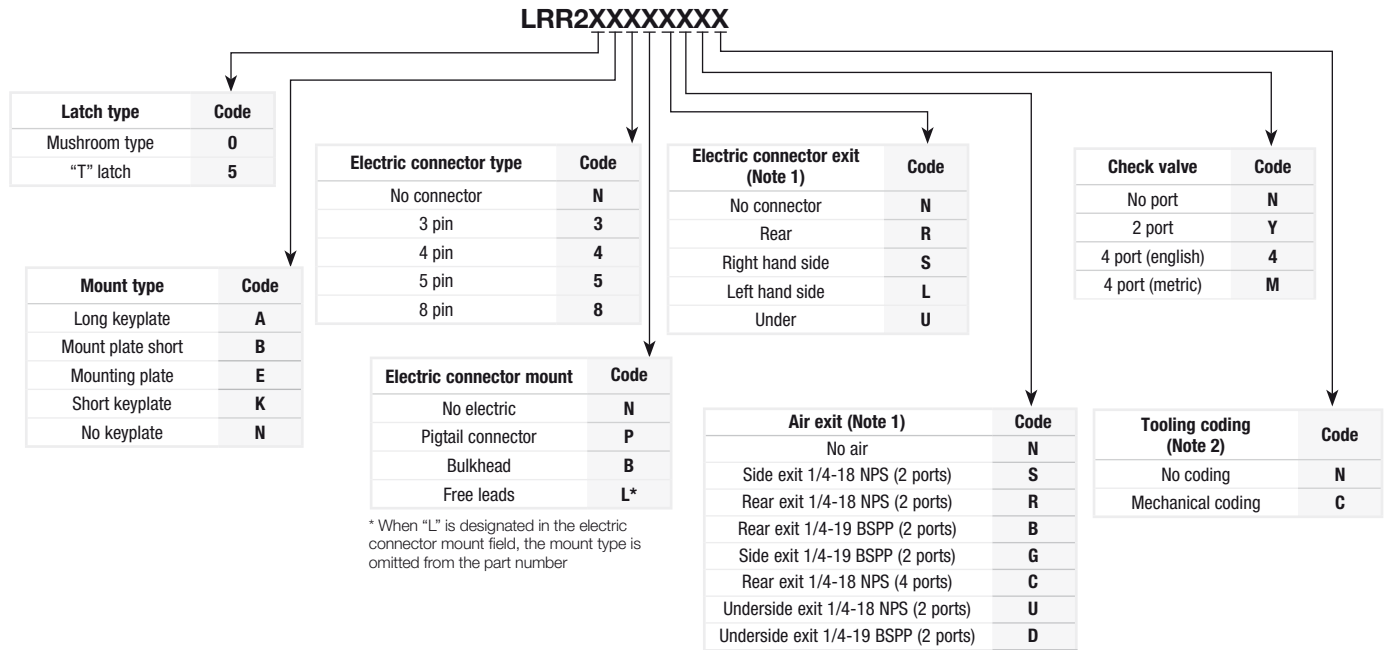 LRR2XXXXXXXX
Latch type Code
Mushroom type 0
“T” latch 5
Mount type Code
Long keyplate A
Mount plate short B
Mounting plate E
Short keyplate K
No keyplate N
Electric connector type Code
No connector N
3 pin 3
4 pin 4
5 pin 5
8 pin 8
Electric connector mount Code
No electric N
Pigtail connector P
Bulkhead B
Free leads L*
* When “L” is designated in the electric
connector mount field, the mount type is
omitted from the part number
Electric connector exit
(Note 1) Code
No connector N
Rear R
Right hand side S
Left hand side L
Under U
Air exit (Note 1) Code
No air N
Side exit 1/4-18 NPS (2 ports) S
Rear exit 1/4-18 NPS (2 ports) R
Rear exit 1/4-19 BSPP (2 ports) B
Side exit 1/4-19 BSPP (2 ports) G
Rear exit 1/4-18 NPS (4 ports) C
Underside exit 1/4-18 NPS (2 ports) U
Underside exit 1/4-19 BSPP (2 ports) D
Check valve Code
No port N
2 port Y
4 port (english) 4
4 port (metric) M
Tooling coding
(Note 2) Code
No coding N
Mechanical coding C